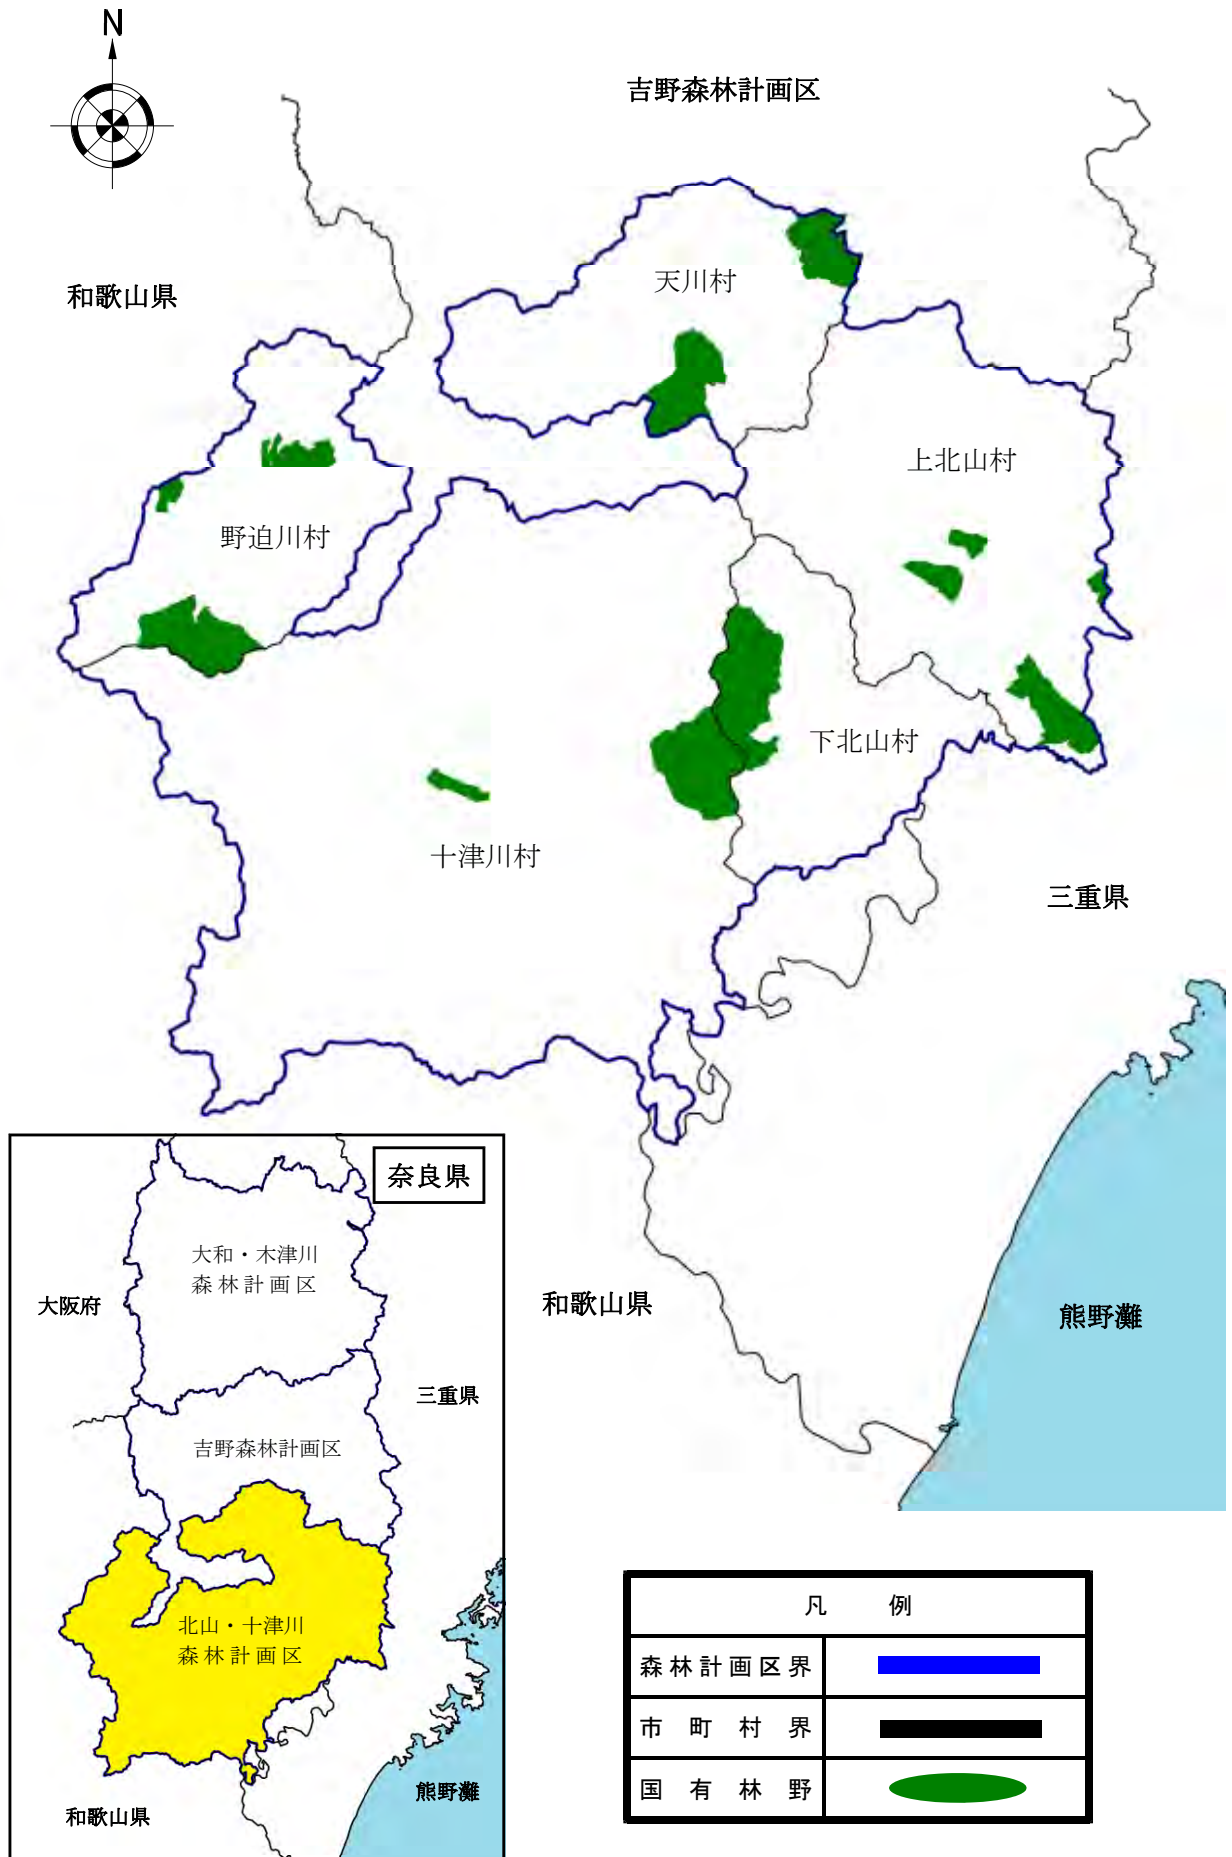 N
吉野森林計画区
和歌山県
天川村
上北山村
野迫川村
下北山村
十津川村
三重県
和歌山県
熊野灘
奈良県
大和・木津川
森林計画区
大阪府
三重県
吉野森林計画区
北山・十津川
森林計画区
熊野灘
和歌山県
凡 例
森林計画区界
市町村界
国有林野